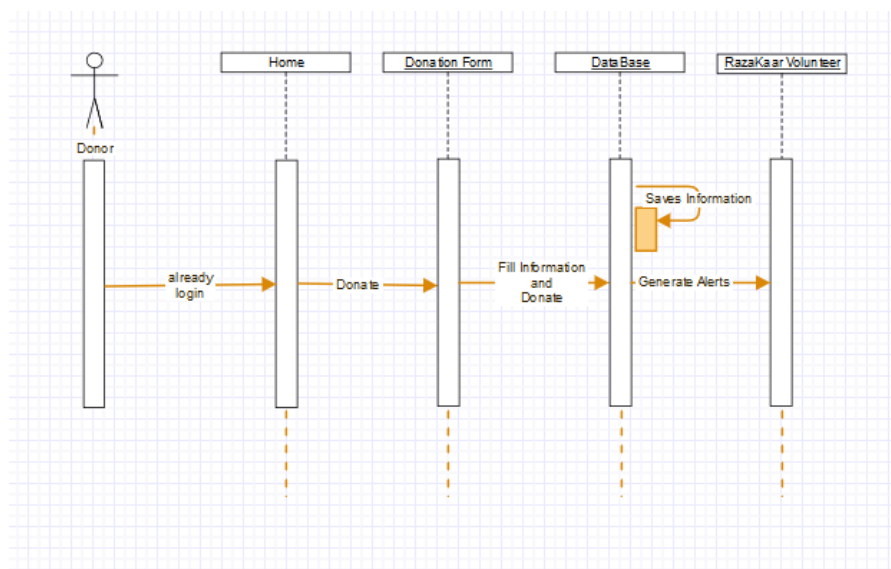 Home
Donation Form
DataBase
RazaKaar Volunteer
Donor
Saves Information
already
login
Donate
Fill Information
and
Donate
Generate Alerts